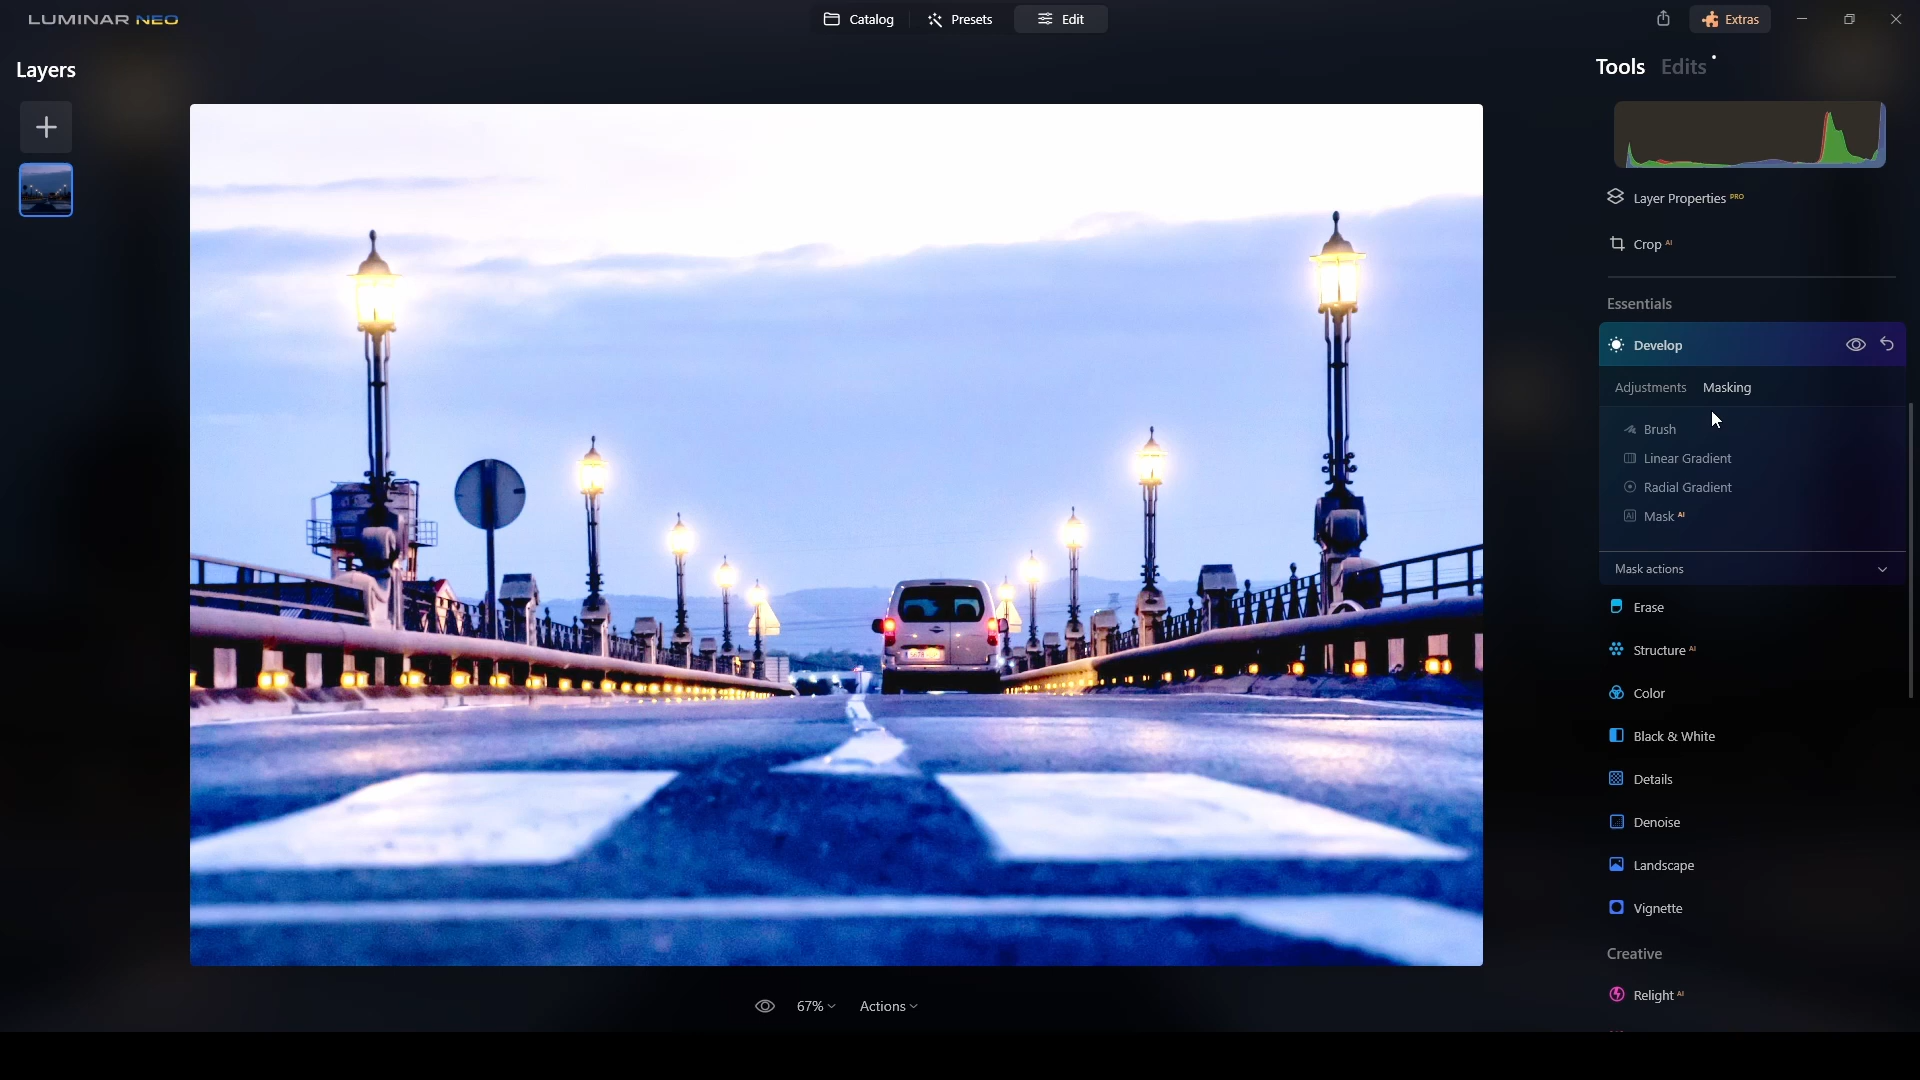 LUMINAR NEO
Catalog
Presets
Edit
Extras
Layers
Tools
Edits
Layer Properties PRO
Crop AI
Essentials
Develop
Adjustments
Masking
Brush
Linear Gradient
Radial Gradient
Mask AI
Mask actions
Erase
Structure AI
Color
Black & White
Details
Denoise
Landscape
Vignette
Creative
Relight AI
67%
Actions